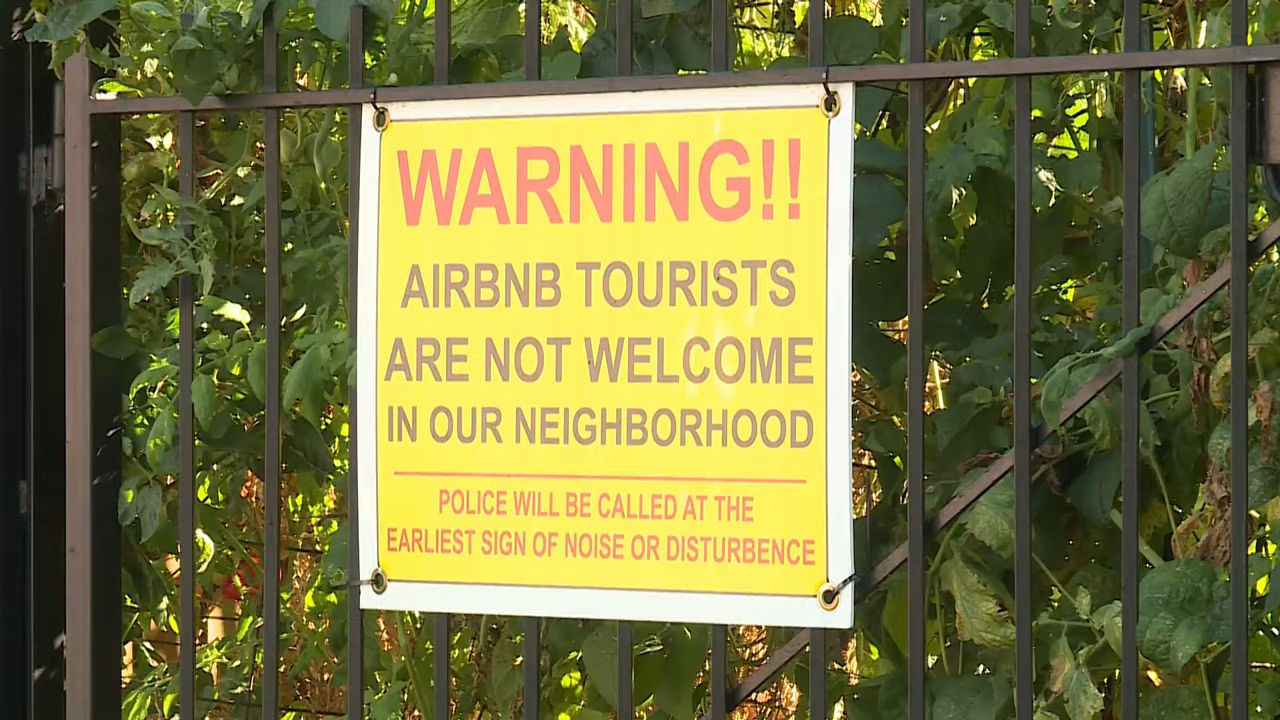 WARNING!!
AIRBNB TOURISTS
ARE NOT WELCOME
IN OUR NEIGHBORHOOD
POLICE WILL BE CALLED AT THE
EARLIEST SIGN OF NOISE OR DISTURBENCE